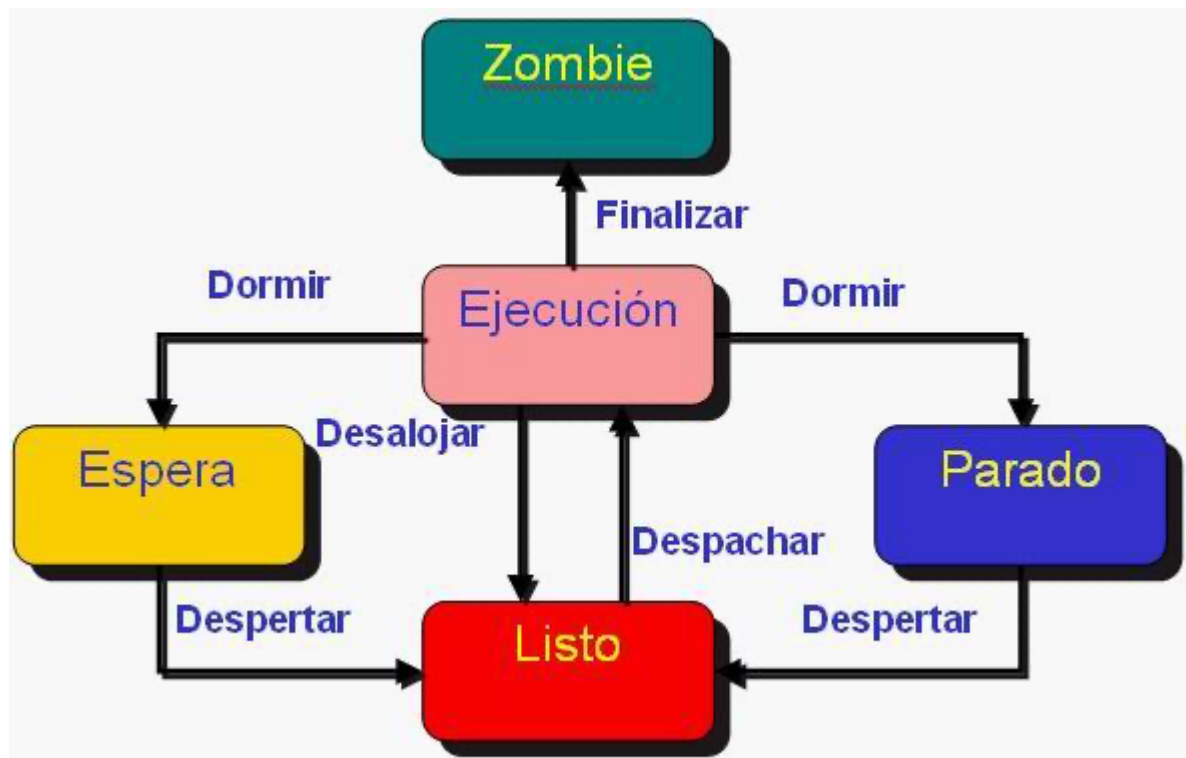 Zombie
Finalizar
Dormir
Ejecución
Dormir
Espera
Desalojar
Parado
Despachar
Despertar
Listo
Despertar